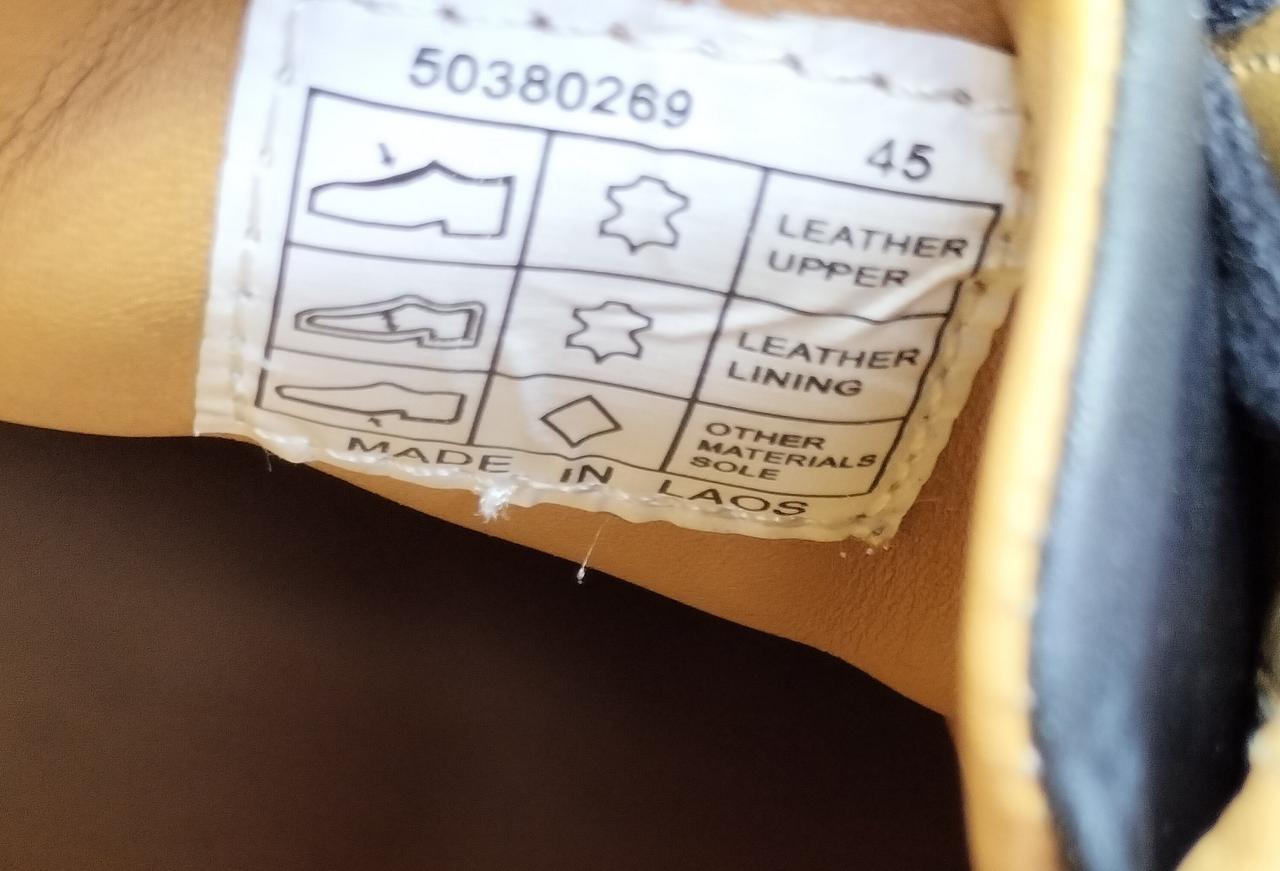 50380269
45
LEATHER
UPPER
LEATHER
LINING
OTHER
MATERIALS
SOLE
MADE IN LAOS